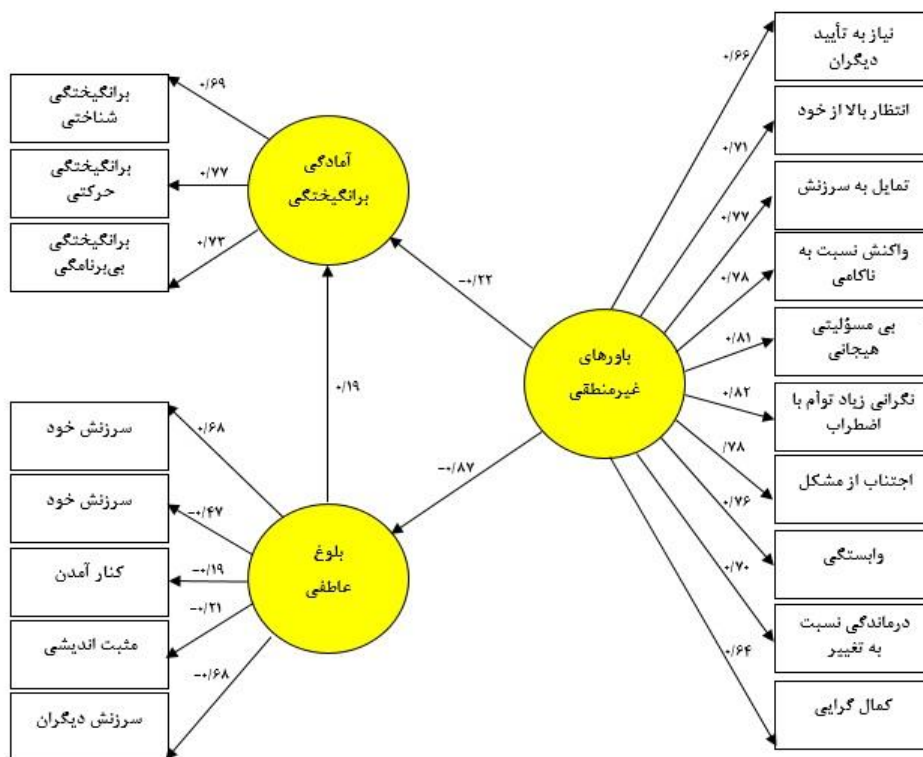 نیاز به تأیید
دیگران
۰/۶۶
انتظار بالا از خود
۰/۷۱
تمایل به سرزنش
۰/۷۷
واکنش نسبت به
ناکامی
۰/۷۸
بی مسؤلیتی
هیجانی
۰/۸۱
نگرانی زیاد توأم با
اضطراب
۰/۸۲
اجتناب از مشکل
/۷۸
وابستگی
۰/۷۶
درماندگی نسبت
به تغییر
۰/۷۰
کمال گرایی
۰/۶۴
باورهای
غیرمنطقی
−۰/۲۲
−۰/۸۷
آمادگی
برانگیختگی
۰/۱۹
بلوغ
عاطفی
۰/۶۹
برانگیختگی
شناختی
۰/۷۷
برانگیختگی
حرکتی
۰/۷۳
برانگیختگی
بی‌برنامگی
۰/۶۸
سرزنش خود
−۰/۴۷
سرزنش خود
−۰/۱۹
کنار آمدن
−۰/۲۱
مثبت اندیشی
−۰/۶۸
سرزنش دیگران